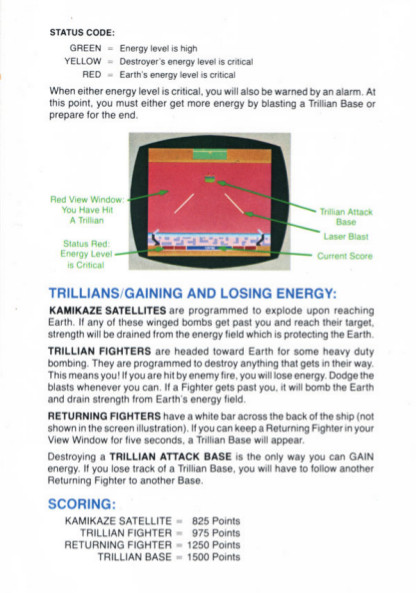 STATUS CODE:
GREEN = Energy level is high
YELLOW = Destroyer's energy level is critical
RED = Earth's energy level is critical
When either energy level is critical, you will also be warned by an alarm. At
this point, you must either get more energy by blasting a Trillian Base or
prepare for the end.
Red View Window:
You Have Hit
A Trillian
Status Red:
Energy Level
is Critical
Trillian Attack
Base
Laser Blast
Current Score
TRILLIANS/GAINING AND LOSING ENERGY:
KAMIKAZE SATELLITES are programmed to explode upon reaching
Earth. If any of these winged bombs get past you and reach their target,
strength will be drained from the energy field which is protecting the Earth.
TRILLIAN FIGHTERS are headed toward Earth for some heavy duty
bombing. They are programmed to destroy anything that gets in their way.
This means you! If you are hit by enemy fire, you will lose energy. Dodge the
blasts whenever you can. If a Fighter gets past you, it will bomb the Earth
and drain strength from Earth's energy field.
RETURNING FIGHTERS have a white bar across the back of the ship (not
shown in the screen illustration). If you can keep a Returning Fighter in your
View Window for five seconds, a Trillian Base will appear.
Destroying a TRILLIAN ATTACK BASE is the only way you can GAIN
energy. If you lose track of a Trillian Base, you will have to follow another
Returning Fighter to another Base.
SCORING:
KAMIKAZE SATELLITE = 825 Points
TRILLIAN FIGHTER = 975 Points
RETURNING FIGHTER = 1250 Points
TRILLIAN BASE = 1500 Points